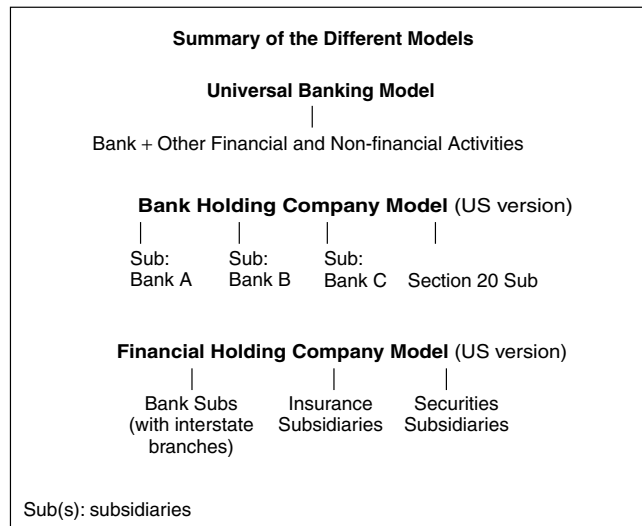 Summary of the Different Models
Universal Banking Model
Bank + Other Financial and Non-financial Activities
Bank Holding Company Model (US version)
Sub: Sub: Sub:
Bank A Bank B Bank C Section 20 Sub
Financial Holding Company Model (US version)
Bank Subs Insurance Securities
(with interstate Subsidiaries Subsidiaries
branches)
Sub(s): subsidiaries